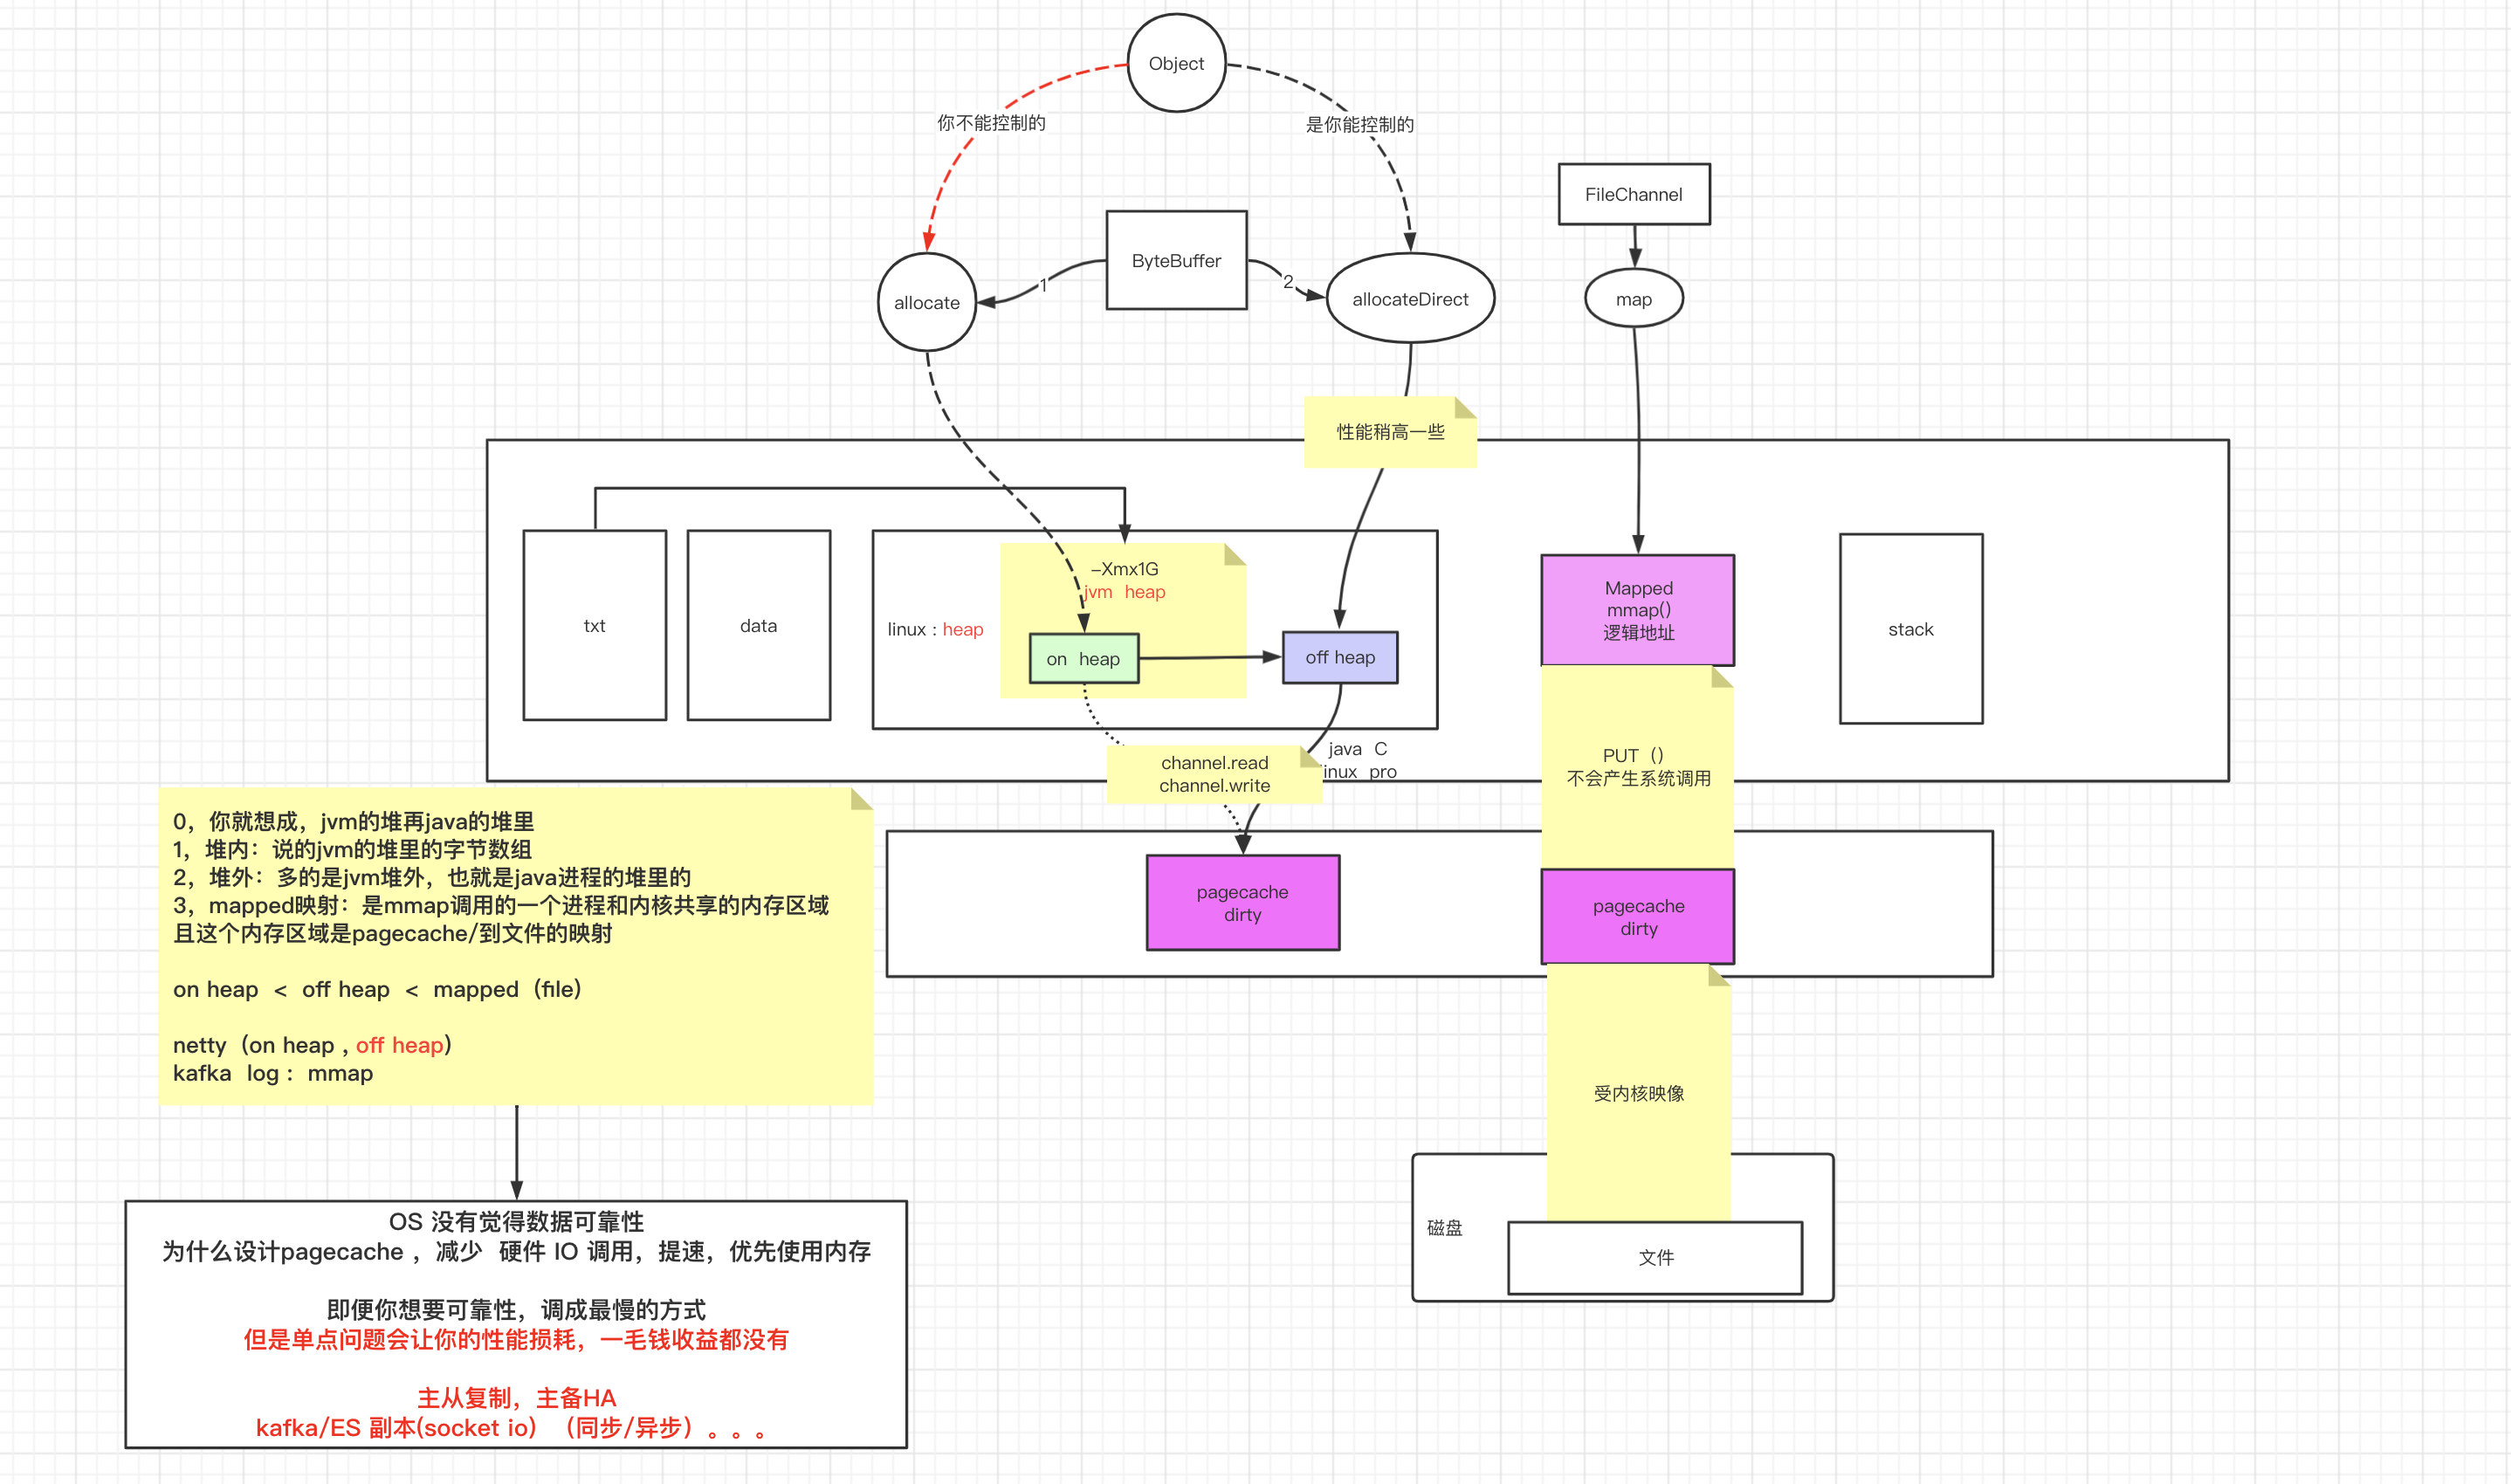 Object
你不能控制的
是你能控制的
FileChannel
ByteBuffer
1
2
allocate
allocateDirect
map
性能稍高一些
txt
data
linux : heap
-Xmx1G
jvm heap
on heap
off heap
Mapped
mmap()
逻辑地址
stack
java C
linux pro
channel.read
channel.write
PUT（）
不会产生系统调用
pagecache
dirty
pagecache
dirty
受内核映像
磁盘
文件
0，你就想成，jvm的堆再java的堆里
1，堆内：说的jvm的堆里的字节数组
2，堆外：多的是jvm堆外，也就是java进程的堆里的
3，mapped映射：是mmap调用的一个进程和内核共享的内存区域
且这个内存区域是pagecache/到文件的映射
on heap < off heap < mapped（file）
netty（on heap , off heap）
kafka log： mmap
OS 没有觉得数据可靠性
为什么设计pagecache ，减少 硬件 IO 调用，提速，优先使用内存
即便你想要可靠性，调成最慢的方式
但是单点问题会让你的性能损耗，一毛钱收益都没有
主从复制，主备HA
kafka/ES 副本(socket io) （同步/异步）。。。